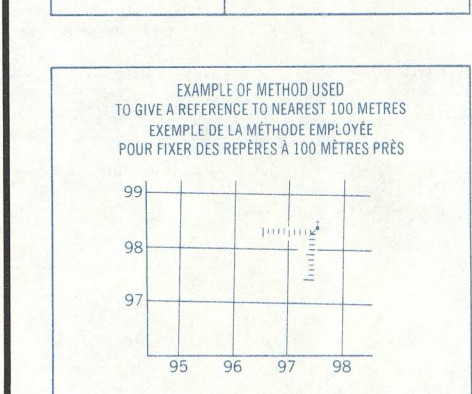 EXAMPLE OF METHOD USED
TO GIVE A REFERENCE TO NEAREST 100 METRES
EXEMPLE DE LA MÉTHODE EMPLOYÉE
POUR FIXER DES REPÈRES À 100 MÈTRES PRÈS
99
98
97
95 96 97 98